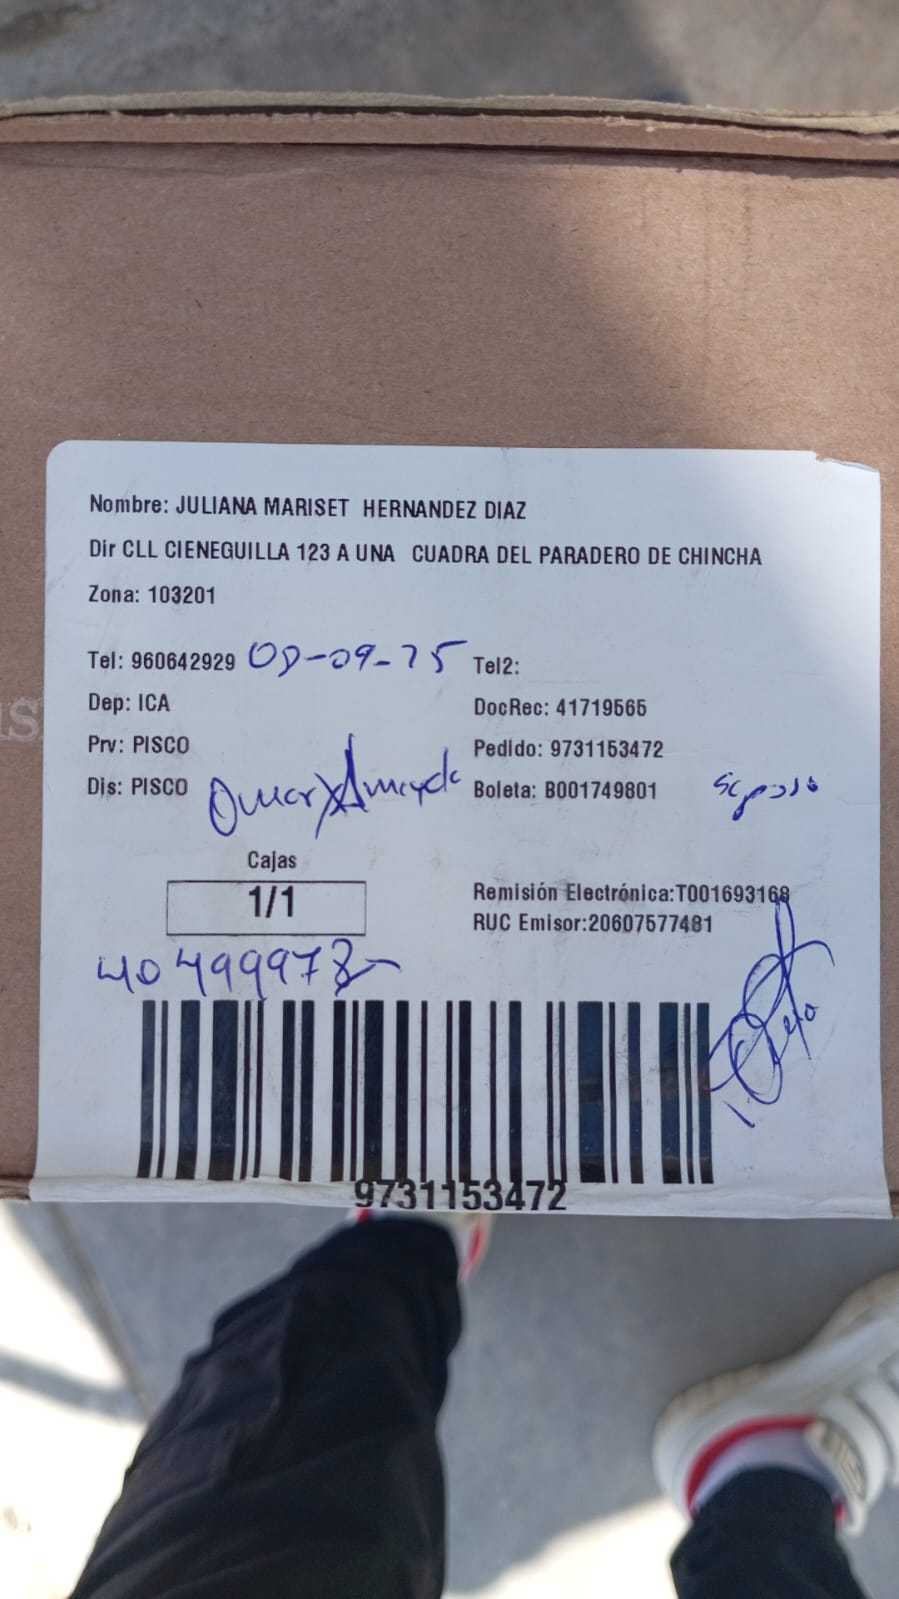 Nombre: JULIANA MARISET HERNANDEZ DIAZ
Dir CLL CIENEGUILLA 123 A UNA CUADRA DEL PARADERO DE CHINCHA
Zona: 103201
Tel: 960642929
Tel2:
Dep: ICA
DocRec: 41719565
Prv: PISCO
Pedido: 9731153472
Dis: PISCO
Omar
Boleta: B001749801
Cajas
1/1
Remisión Electrónica:T001693168
RUC Emisor:20607577481
9731153472